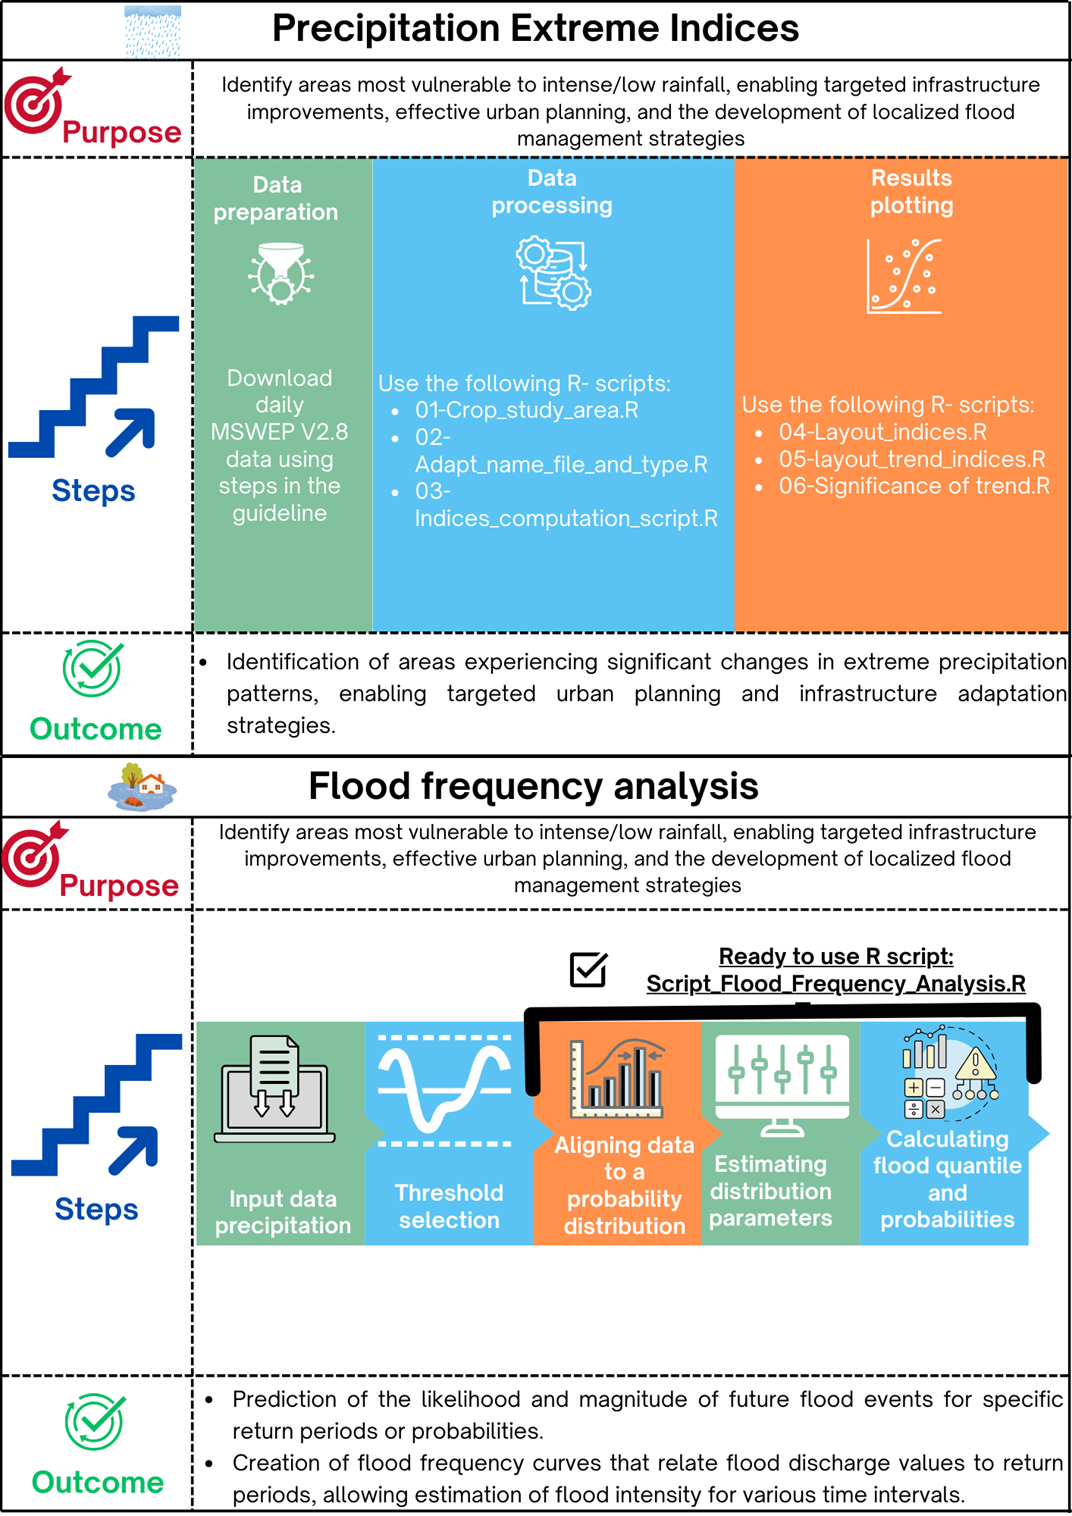 Precipitation Extreme Indices
Purpose
Identify areas most vulnerable to intense/low rainfall, enabling targeted infrastructure
improvements, effective urban planning, and the development of localized flood
management strategies
Steps
Data
preparation
Download
daily
MSWEP V2.8
data using
steps in the
guideline
Data
processing
Use the following R- scripts:
• 01-Crop_study_area.R
• 02-
Adapt_name_file_and_type.R
• 03-
Indices_computation_script.R
Results
plotting
Use the following R- scripts:
• 04-Layout_indices.R
• 05-layout_trend_indices.R
• 06-Significance of trend.R
Outcome
• Identification of areas experiencing significant changes in extreme precipitation
patterns, enabling targeted urban planning and infrastructure adaptation
strategies.
Flood frequency analysis
Purpose
Identify areas most vulnerable to intense/low rainfall, enabling targeted infrastructure
improvements, effective urban planning, and the development of localized flood
management strategies
Steps
Ready to use R script:
Script_Flood_Frequency_Analysis.R
Input data
precipitation
Threshold
selection
Aligning data
to a
probability
distribution
Estimating
distribution
parameters
Calculating
flood quantile
and
probabilities
Outcome
• Prediction of the likelihood and magnitude of future flood events for specific
return periods or probabilities.
• Creation of flood frequency curves that relate flood discharge values to return
periods, allowing estimation of flood intensity for various time intervals.